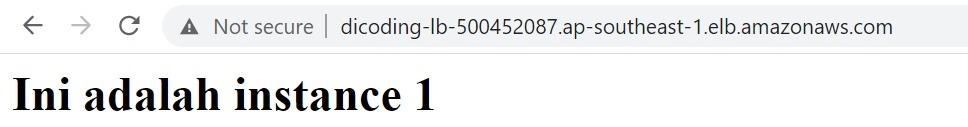 Not secure | dicoding-lb-500452087.ap-southeast-1.elb.amazonaws.com
Ini adalah instance 1